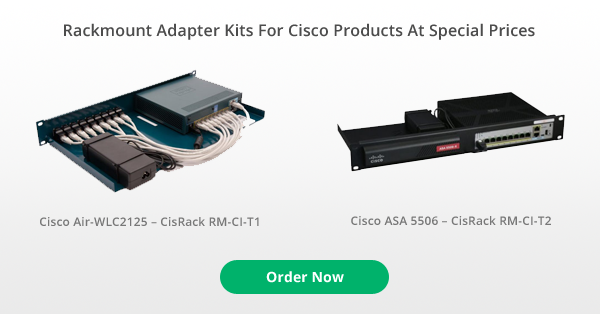 Rackmount Adapter Kits For Cisco Products At Special Prices
Cisco Air-WLC2125 – CisRack RM-CI-T1
Cisco ASA 5506 – CisRack RM-CI-T2
Order Now